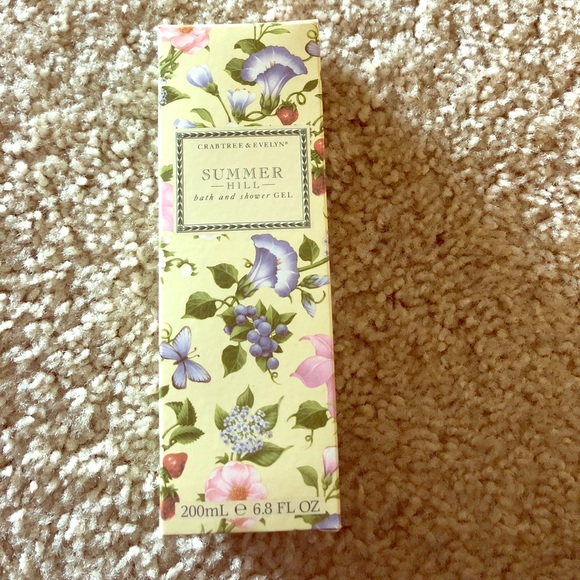 CRABTREE & EVELYN®
SUMMER
—HILL—
bath and shower GEL
200mL ℮ 6.8 FL OZ